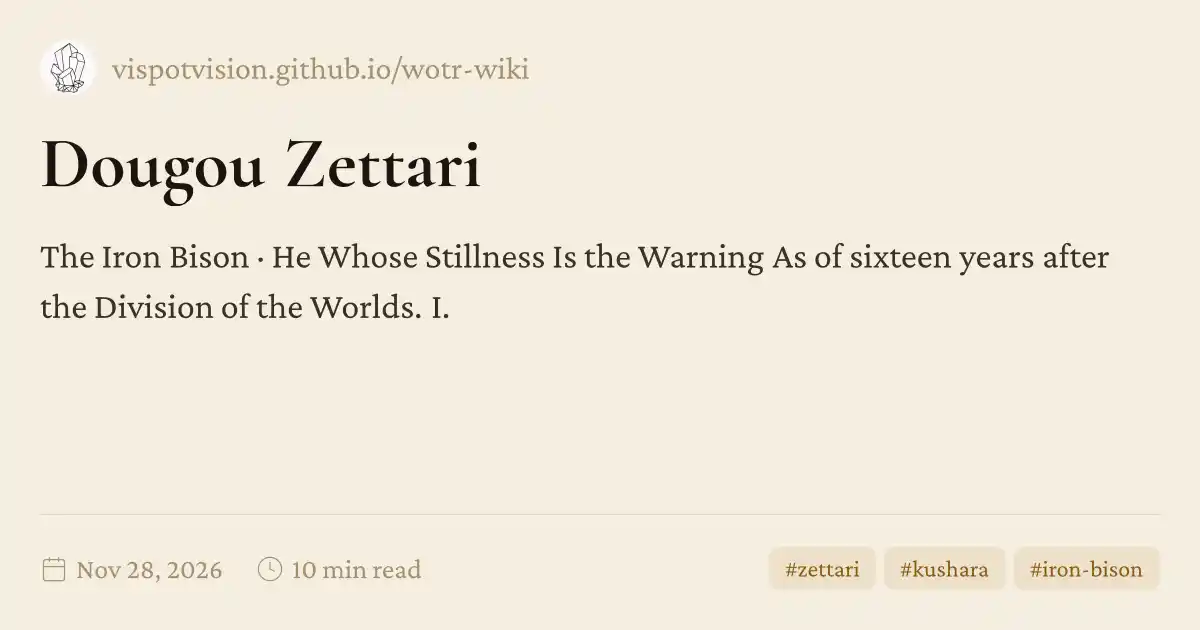 vispotvision.github.io/wotr-wiki
Dougou Zettari
The Iron Bison · He Whose Stillness Is the Warning As of sixteen years after
the Division of the Worlds. I.
Nov 28, 2026 10 min read #zettari #kushara #iron-bison